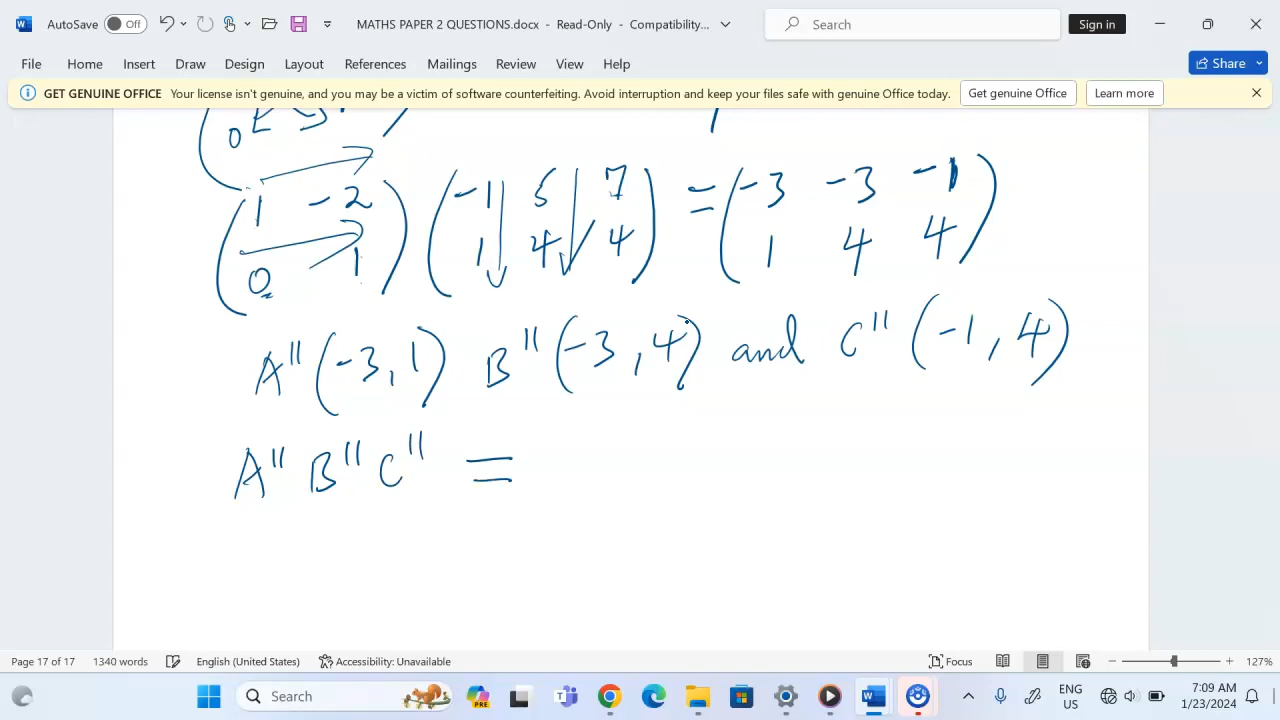 AutoSave Off MATHS PAPER 2 QUESTIONS.docx - Read-Only - Compatibility... Search Sign in
File Home Insert Draw Design Layout References Mailings Review View Help Share
GET GENUINE OFFICE Your license isn't genuine, and you may be a victim of software counterfeiting. Avoid interruption and keep your files safe with genuine Office today. Get genuine Office Learn more
1 -2 -1 5 7 = -3 -3 -1
0 1 1 4 4 1 4 4
A" (-3, 1) B" (-3, 4) and C" (-1, 4)
A" B" C" =
Page 17 of 17 1340 words English (United States) Accessibility: Unavailable Focus 127%
Search ENG US 7:09 AM 1/23/2024